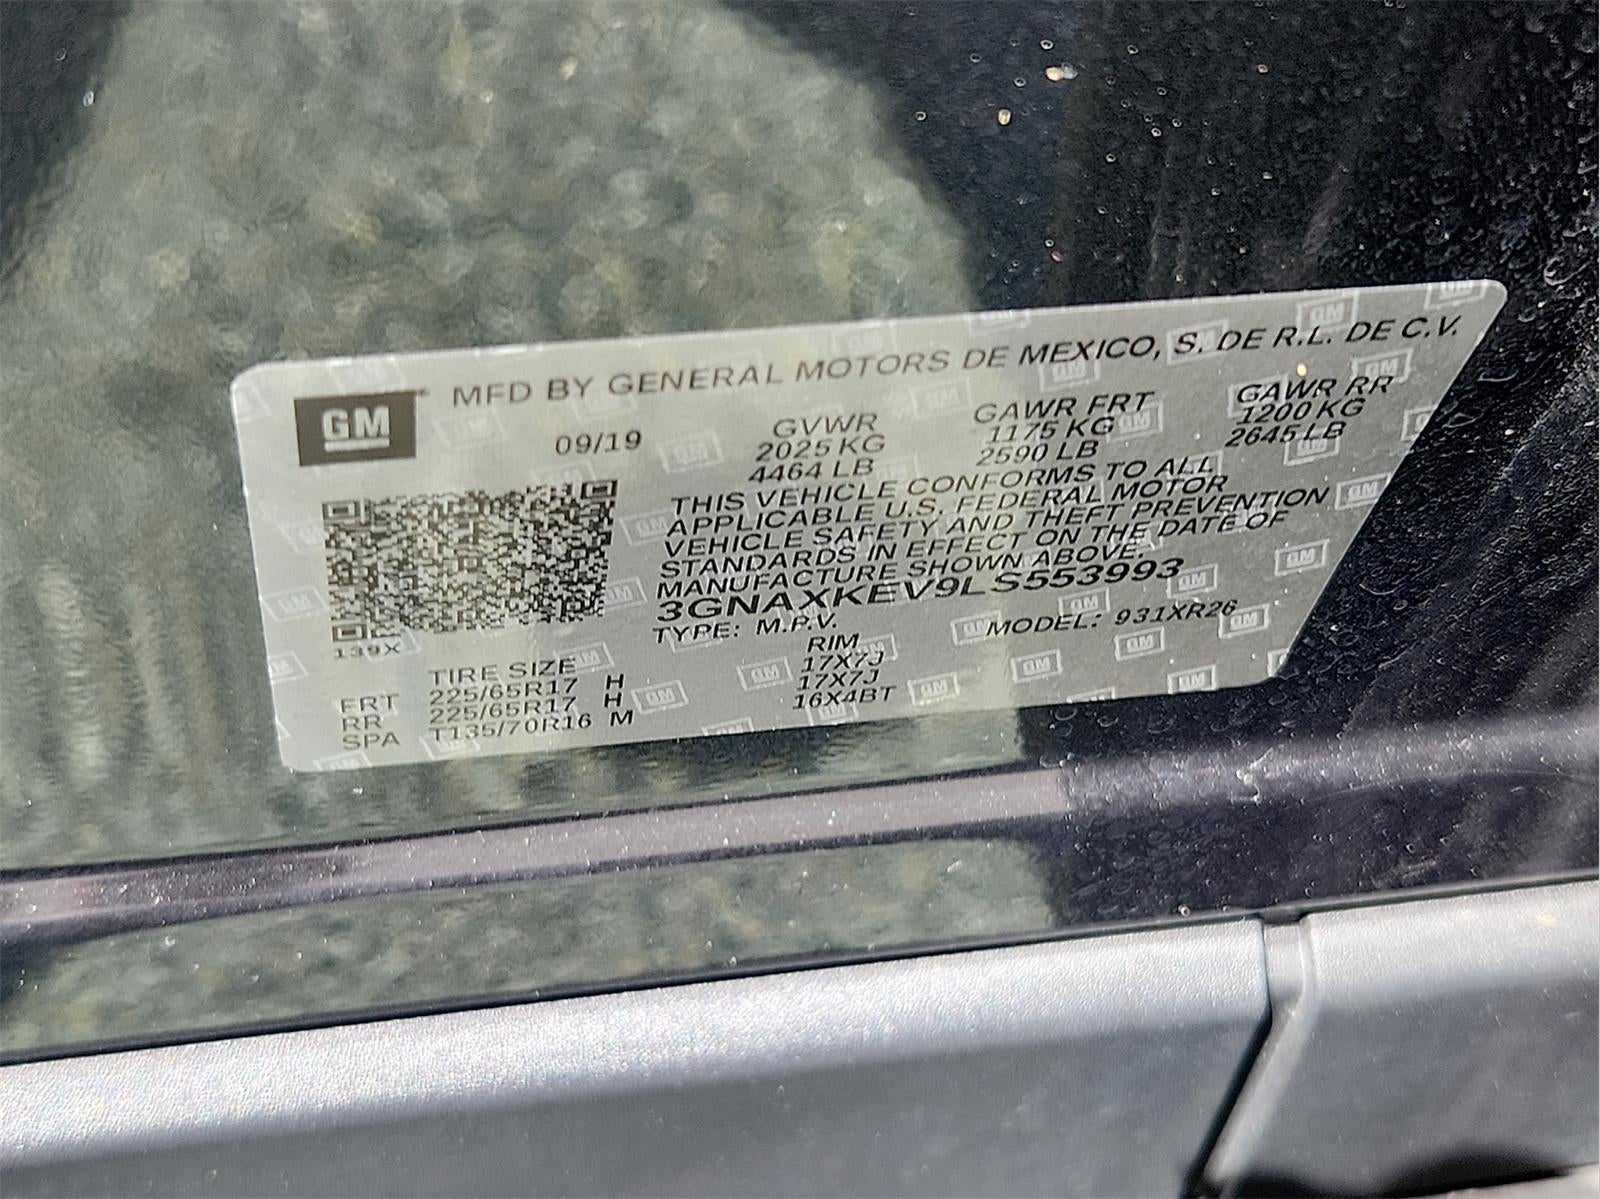 GM
MFD BY GENERAL MOTORS DE MEXICO, S. DE R.L. DE C.V.
09/19
GVWR
2025 KG
4464 LB
GAWR FRT
1175 KG
2590 LB
GAWR RR
1200 KG
2645 LB
THIS VEHICLE CONFORMS TO ALL
APPLICABLE U.S. FEDERAL MOTOR
VEHICLE SAFETY AND THEFT PREVENTION
STANDARDS IN EFFECT ON THE DATE OF
MANUFACTURE SHOWN ABOVE.
3GNAXKEV9LS553993
TYPE: M.P.V.
MODEL: 931XR26
139X
TIRE SIZE RIM
FRT 225/65R17 H 17X7J
RR 225/65R17 H 17X7J
SPA T135/70R16 M 16X4BT